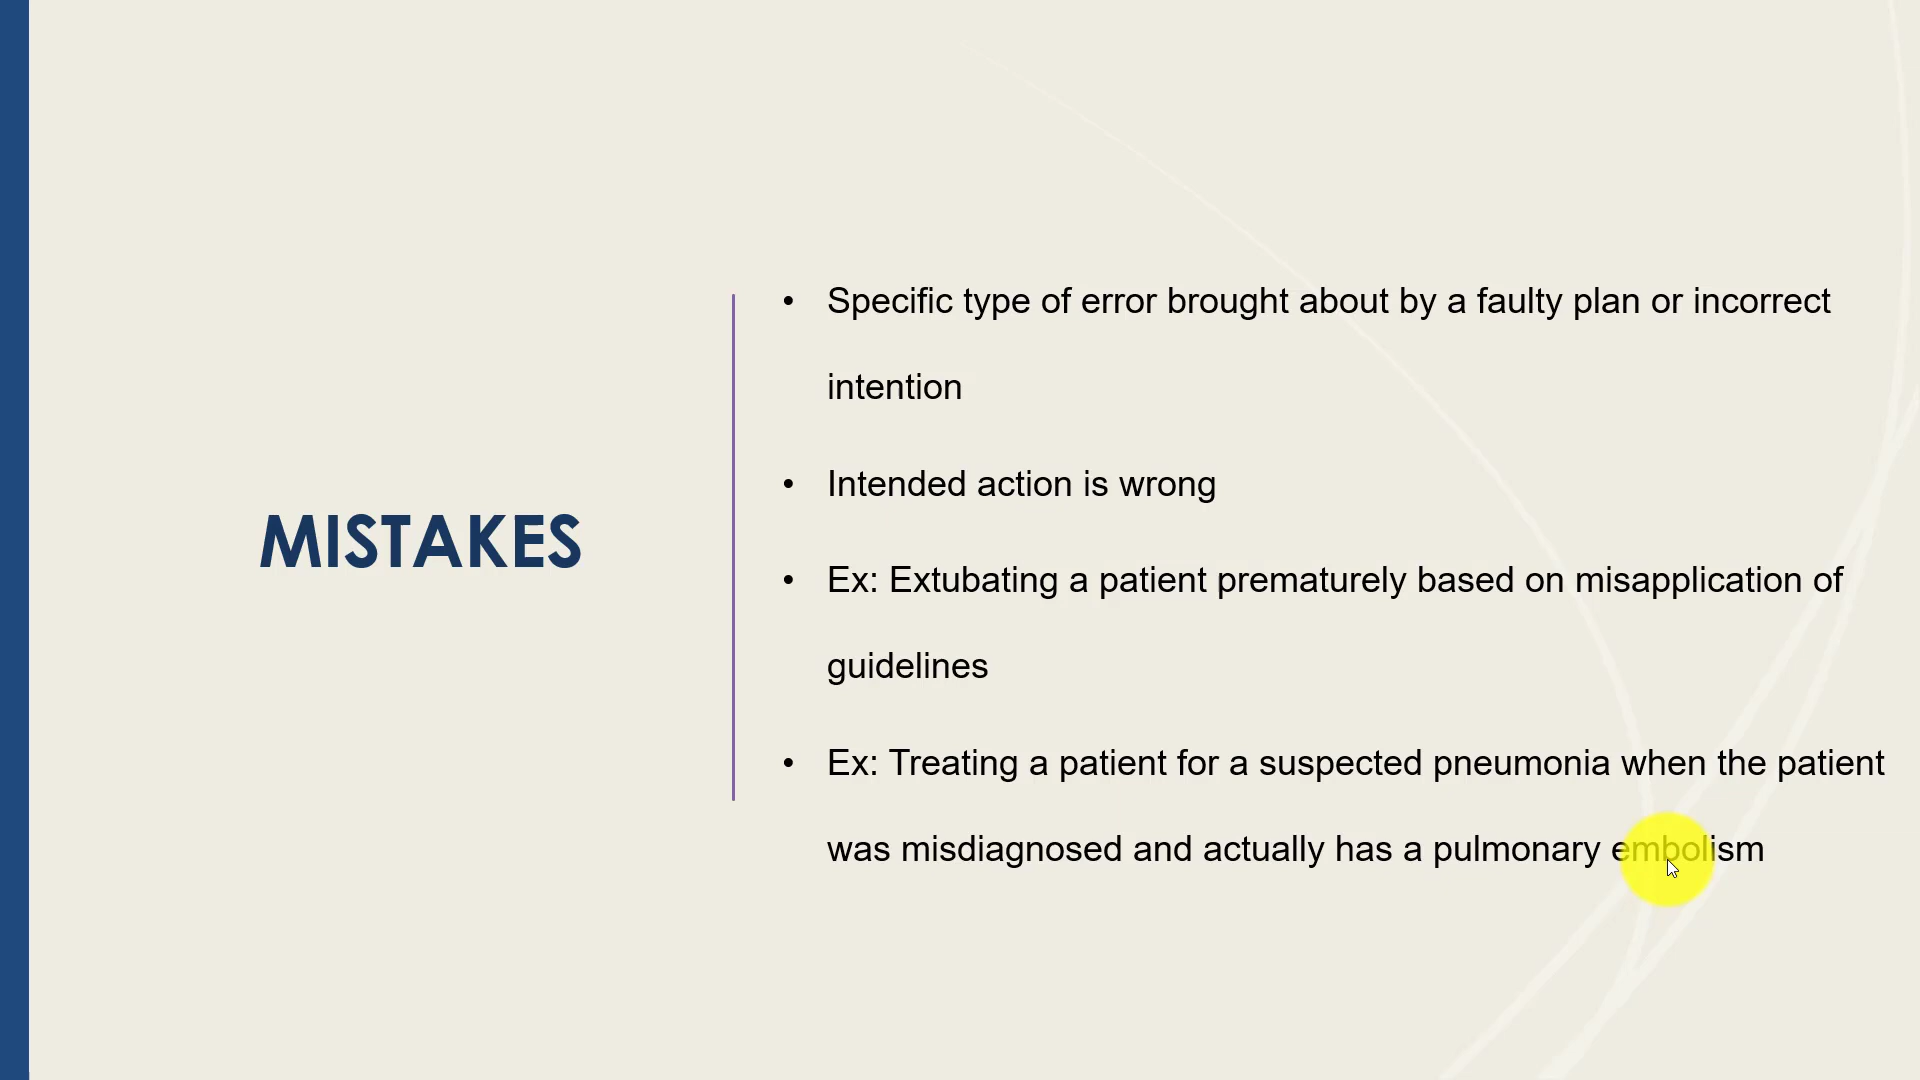 MISTAKES
• Specific type of error brought about by a faulty plan or incorrect
intention
• Intended action is wrong
• Ex: Extubating a patient prematurely based on misapplication of
guidelines
• Ex: Treating a patient for a suspected pneumonia when the patient
was misdiagnosed and actually has a pulmonary embolism